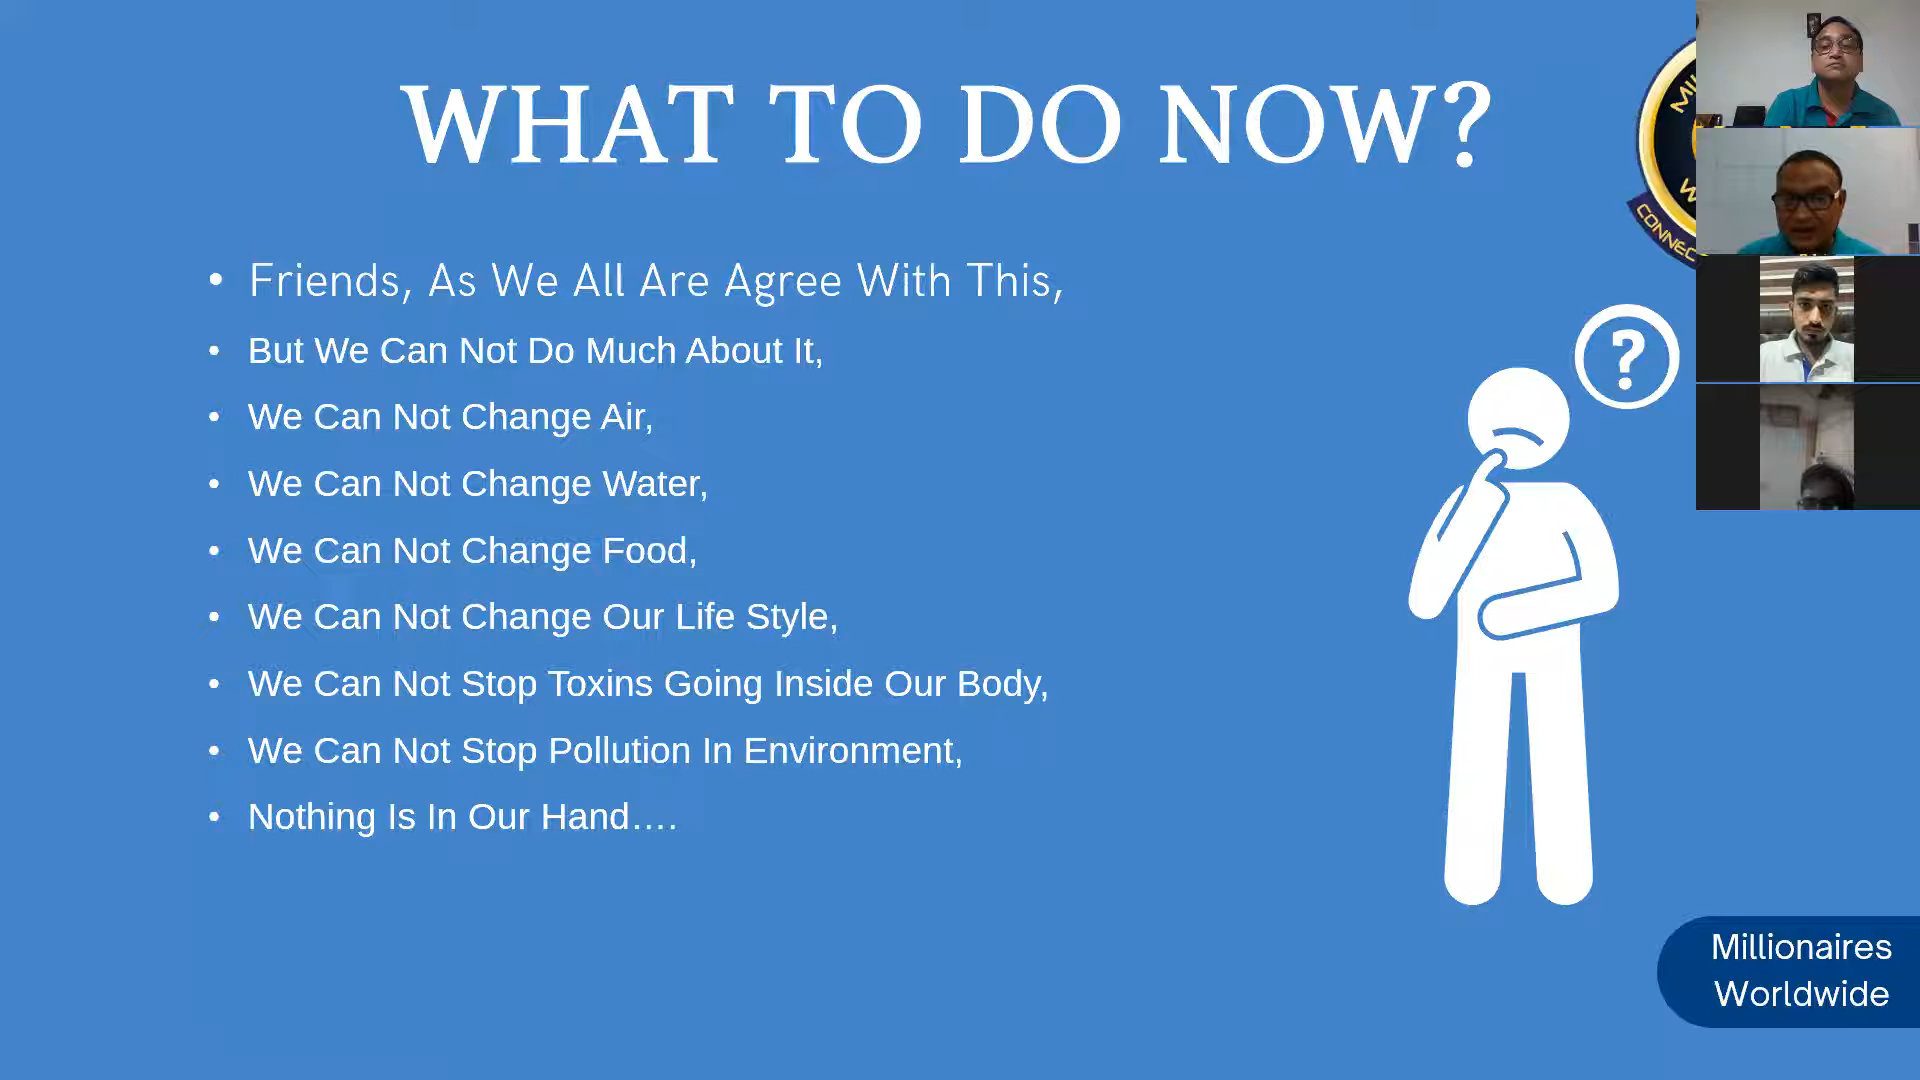 WHAT TO DO NOW?
• Friends, As We All Are Agree With This,
• But We Can Not Do Much About It,
• We Can Not Change Air,
• We Can Not Change Water,
• We Can Not Change Food,
• We Can Not Change Our Life Style,
• We Can Not Stop Toxins Going Inside Our Body,
• We Can Not Stop Pollution In Environment,
• Nothing Is In Our Hand....
?
Millionaires
Worldwide